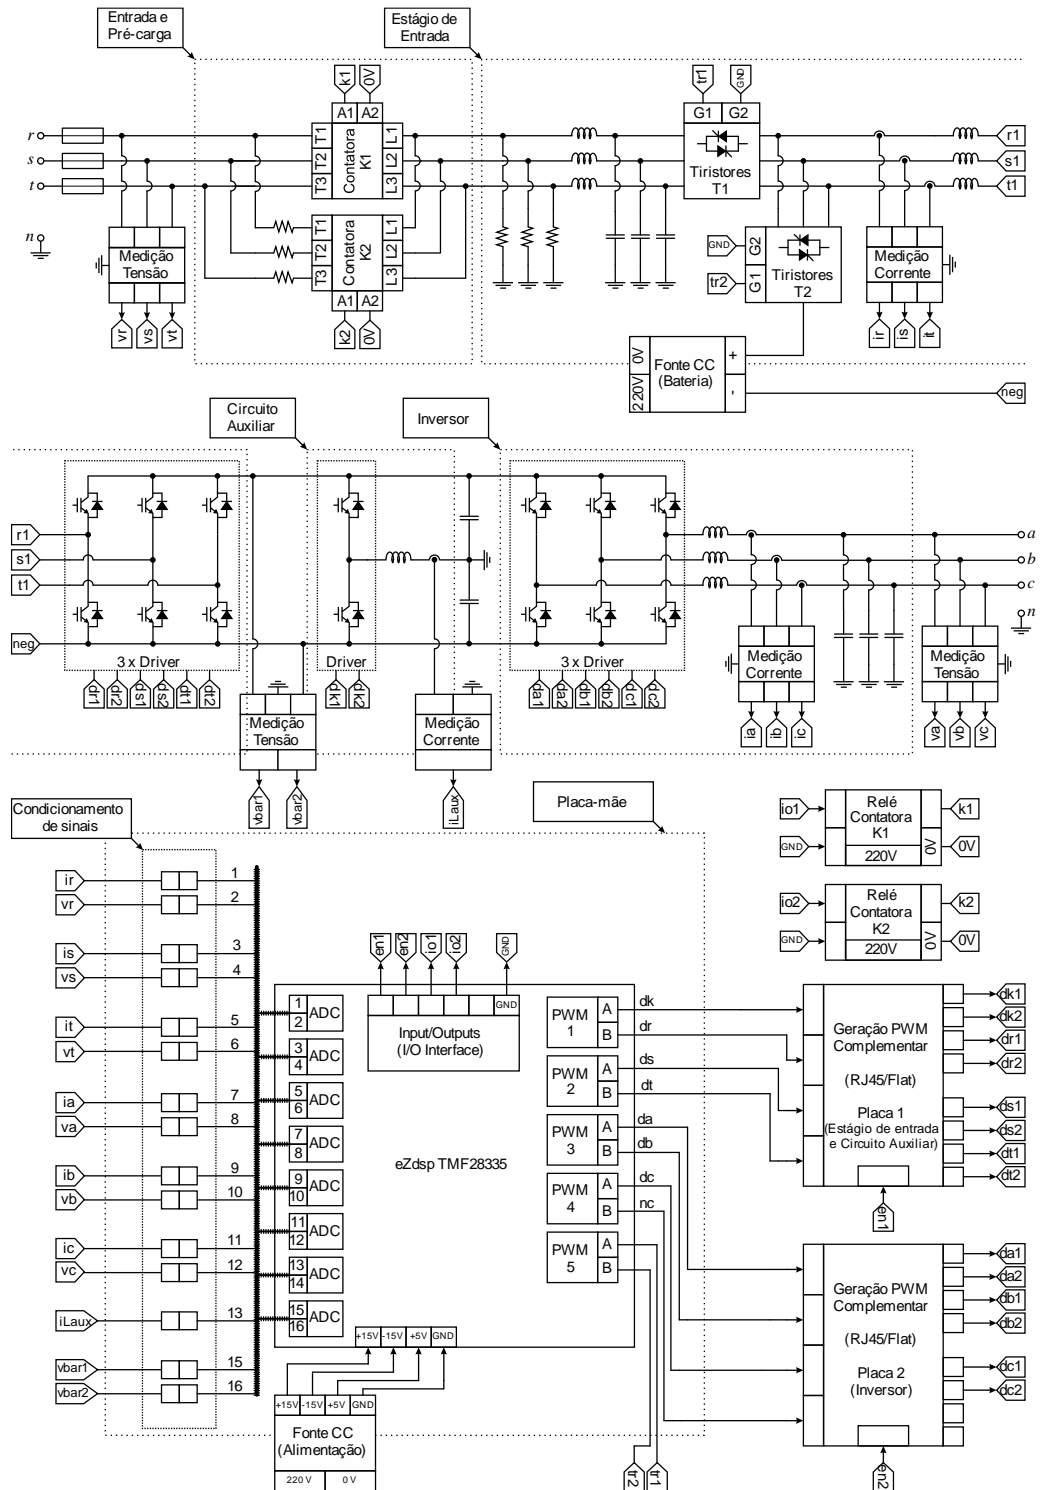 Entrada e
Pré-carga
Estágio de
Entrada
k1
0V
A1
A2
tr1
GND
G1
G2
r
s
t
n
T1
T2
T3
Contatora
K1
L1
L2
L3
Tiristores
T1
r1
s1
t1
T1
T2
T3
Contatora
K2
L1
L2
L3
A1
A2
k2
0V
Medição
Tensão
vr
vs
vt
GND
tr2
G2
G1
Tiristores
T2
Medição
Corrente
ir
is
it
0V
220V
Fonte CC
(Bateria)
+
-
neg
Circuito
Auxiliar
Inversor
r1
s1
t1
neg
3 x Driver
dr1
dr2
ds1
ds2
dt1
dt2
Driver
dk1
dk2
3 x Driver
da1
da2
db1
db2
dc1
dc2
a
b
c
n
Medição
Tensão
vbar1
vbar2
Medição
Corrente
iLaux
Medição
Corrente
ia
ib
ic
Medição
Tensão
va
vb
vc
Condicionamento
de sinais
Placa-mãe
io1
GND
Relé
Contatora
K1
220V
0V
k1
0V
io2
GND
Relé
Contatora
K2
220V
0V
k2
0V
ir
1
vr
2
is
3
vs
4
it
5
vt
6
ia
7
va
8
ib
9
vb
10
ic
11
vc
12
iLaux
13
vbar1
15
vbar2
16
1
2
ADC
3
4
ADC
5
6
ADC
7
8
ADC
9
10
ADC
11
12
ADC
13
14
ADC
15
16
ADC
en1
en2
io1
io2
GND
GND
Input/Outputs
(I/O Interface)
eZdsp TMF28335
PWM
1
A
B
dk
dr
PWM
2
A
B
ds
dt
PWM
3
A
B
da
db
PWM
4
A
B
dc
nc
PWM
5
A
B
+15V
-15V
+5V
GND
+15V
-15V
+5V
GND
Fonte CC
(Alimentação)
220 V
0 V
tr2
tr1
Geração PWM
Complementar
(RJ45/Flat)
Placa 1
(Estágio de entrada
e Circuito Auxiliar)
en1
dk1
dk2
dr1
dr2
ds1
ds2
dt1
dt2
Geração PWM
Complementar
(RJ45/Flat)
Placa 2
(Inversor)
en2
da1
da2
db1
db2
dc1
dc2